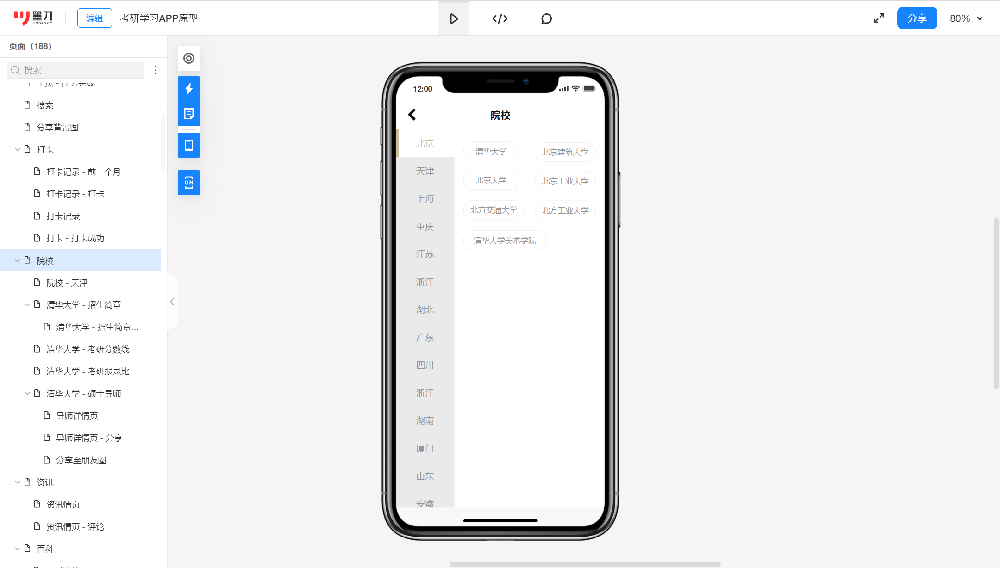 墨刀
MODAO.CC
编辑
考研学习APP原型
分享
80%
页面（188）
搜索
主页 - 任务完成
搜索
分享背景图
打卡
打卡记录 - 前一个月
打卡记录 - 打卡
打卡记录
打卡 - 打卡成功
院校
院校 - 天津
清华大学 - 招生简章
清华大学 - 招生简章...
清华大学 - 考研分数线
清华大学 - 考研报录比
清华大学 - 硕士导师
导师详情页
导师详情页 - 分享
分享至朋友圈
资讯
资讯情页
资讯情页 - 评论
百科
ON
12:00
院校
北京
天津
上海
重庆
江苏
浙江
湖北
广东
四川
浙江
湖南
厦门
山东
安徽
清华大学
北京建筑大学
北京大学
北京工业大学
北方交通大学
北方工业大学
清华大学美术学院